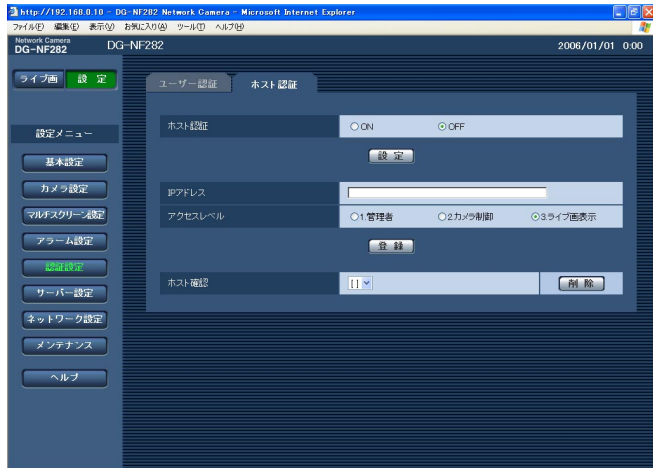 http://192.168.0.10 - DG-NF282 Network Camera - Microsoft Internet Explorer
ファイル(F) 編集(E) 表示(V) お気に入り(A) ツール(T) ヘルプ(H)
Network Camera
DG-NF282
DG-NF282
2006/01/01 0:00
ライブ画 設 定
ユーザー認証 ホスト認証
設定メニュー
ホスト認証 ON OFF
設 定
基本設定
カメラ設定
IPアドレス
マルチスクリーン設定
アクセスレベル 1.管理者 2.カメラ制御 3.ライブ画表示
アラーム設定
登 録
認証設定
ホスト確認 [ ] 削 除
サーバー設定
ネットワーク設定
メンテナンス
ヘルプ